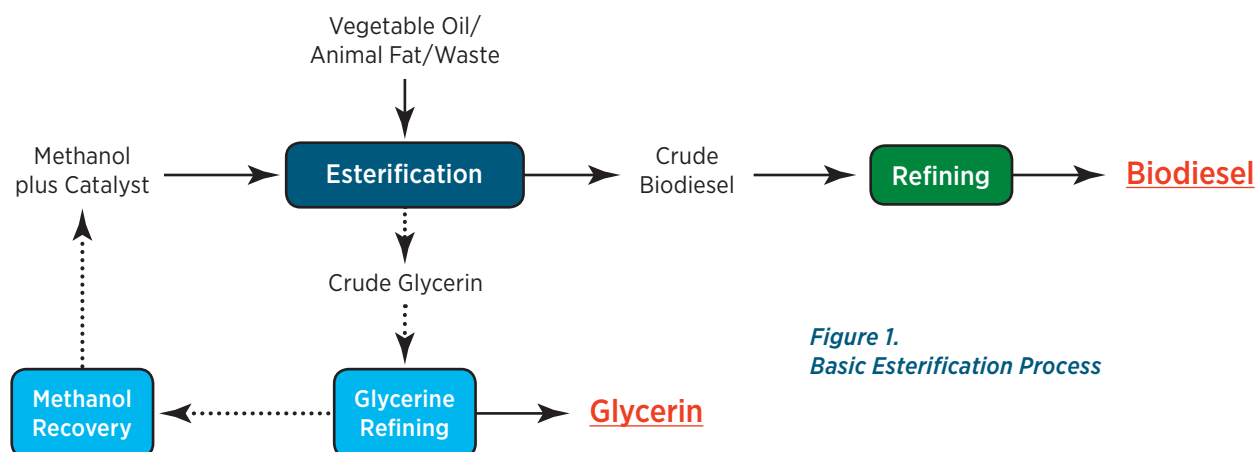 Vegetable Oil/
Animal Fat/Waste
Methanol
plus Catalyst
Esterification
Crude
Biodiesel
Refining
Biodiesel
Crude Glycerin
Figure 1.
Basic Esterification Process
Methanol
Recovery
Glycerine
Refining
Glycerin